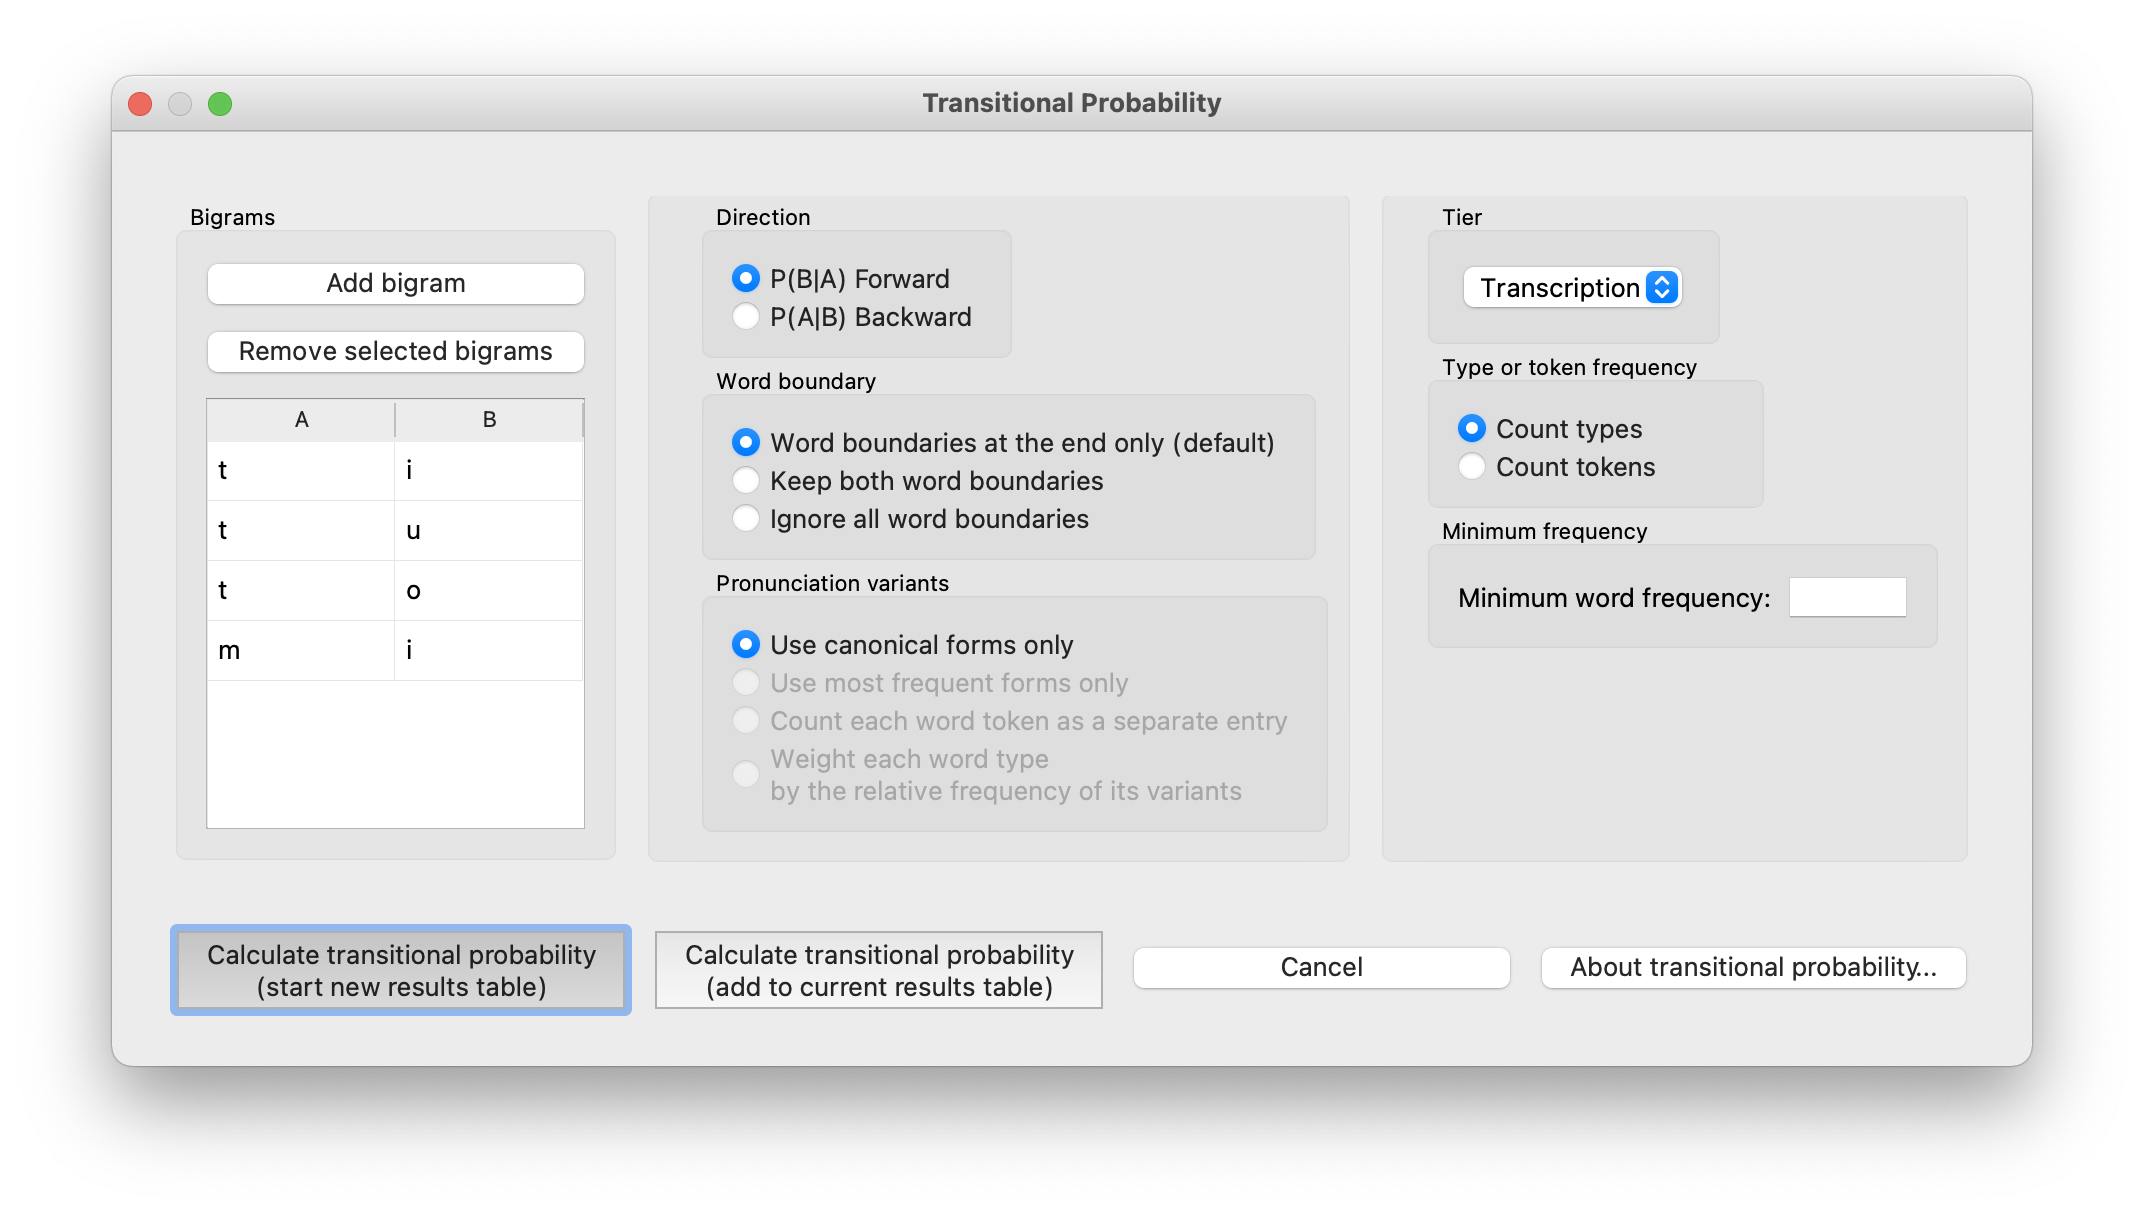 Transitional Probability
Bigrams
Add bigram
Remove selected bigrams
A B
t i
t u
t o
m i
Direction
P(B|A) Forward
P(A|B) Backward
Word boundary
Word boundaries at the end only (default)
Keep both word boundaries
Ignore all word boundaries
Pronunciation variants
Use canonical forms only
Use most frequent forms only
Count each word token as a separate entry
Weight each word type
by the relative frequency of its variants
Tier
Transcription
Type or token frequency
Count types
Count tokens
Minimum frequency
Minimum word frequency:
Calculate transitional probability
(start new results table)
Calculate transitional probability
(add to current results table)
Cancel
About transitional probability...